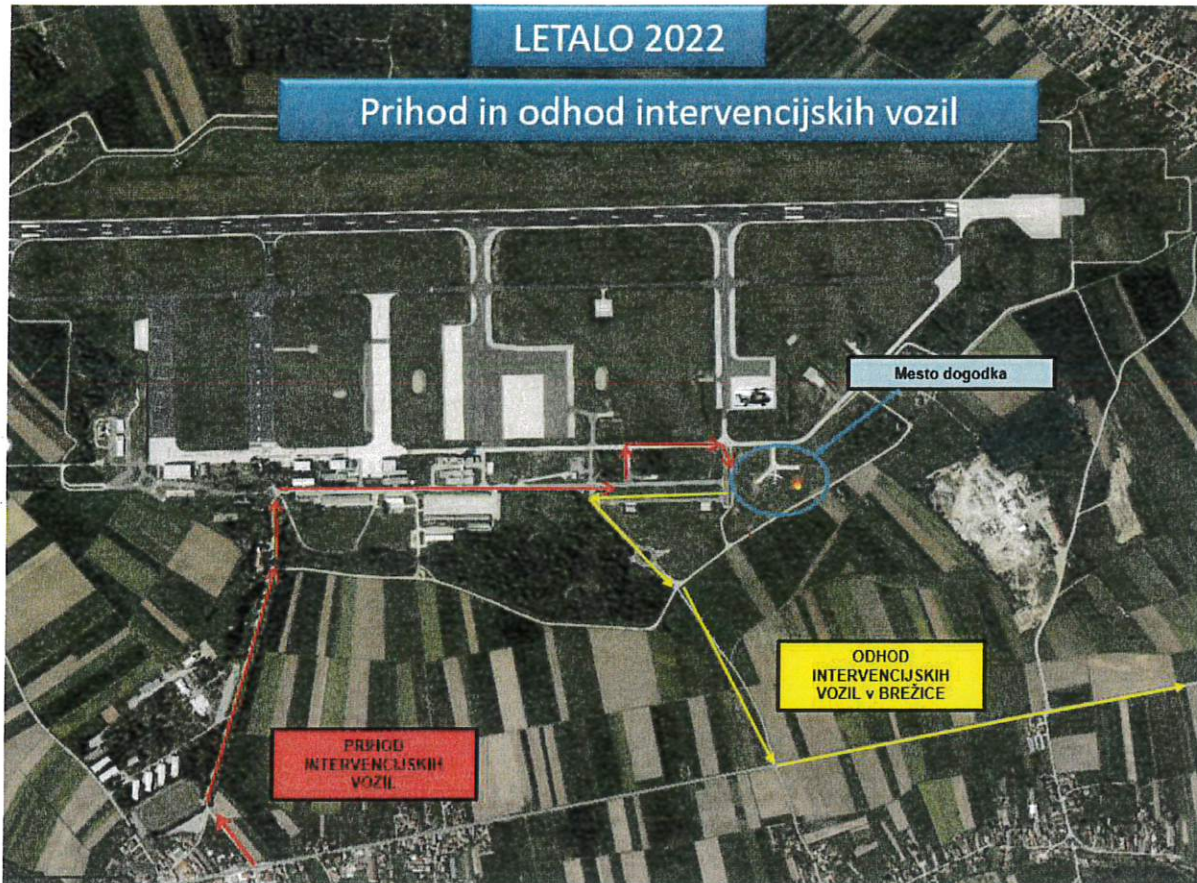 LETALO 2022
Prihod in odhod intervencijskih vozil
Mesto dogodka
ODHOD
INTERVENCIJSKIH
VOZIL v BREŽICE
PRIHOD
INTERVENCIJSKIH
VOZIL